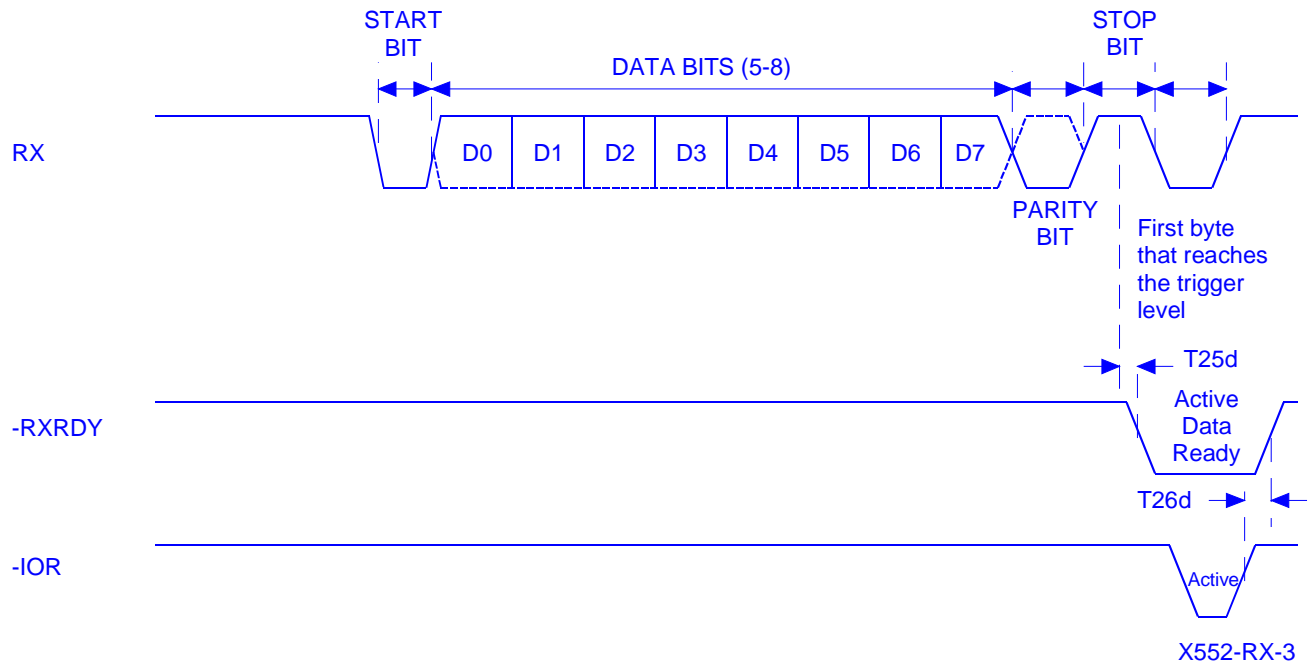 START
BIT
STOP
BIT
DATA BITS (5-8)
RX
D0 D1 D2 D3 D4 D5 D6 D7
PARITY
BIT
First byte
that reaches
the trigger
level
T25d
-RXRDY
Active
Data
Ready
T26d
-IOR
Active
X552-RX-3